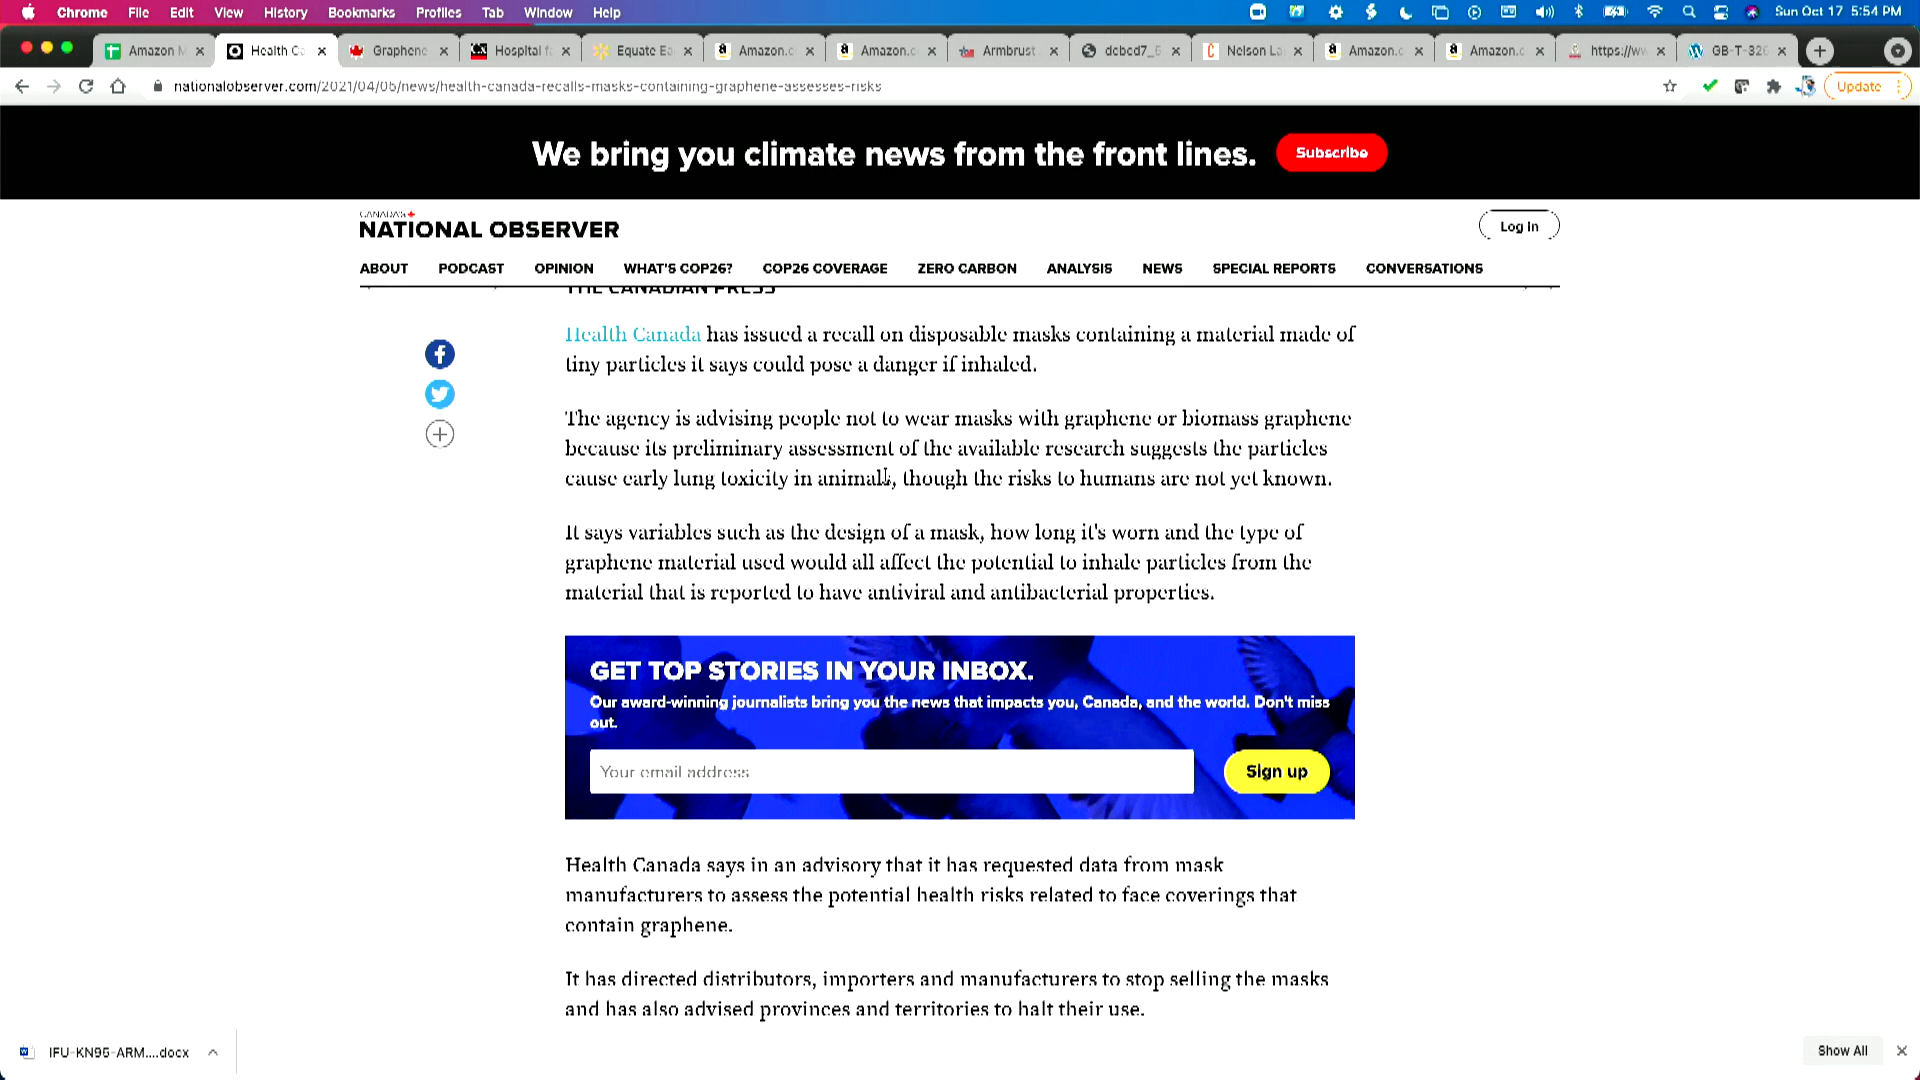 Chrome File Edit View History Bookmarks Profiles Tab Window Help Sun Oct 17 5:54 PM
Amazon Health Graphene Hospital Equate Amazon.c Amazon.c Armbrust Nelson Amazon.c Amazon.c GB-T-326
nationalobserver.com/2021/04/06/news/health-canada-recalls-masks-containing-graphene-assesses-risks Update
We bring you climate news from the front lines. Subscribe
CANADA'S
NATIONAL OBSERVER Log in
ABOUT PODCAST OPINION WHAT'S COP26? COP26 COVERAGE ZERO CARBON ANALYSIS NEWS SPECIAL REPORTS CONVERSATIONS
THE CANADIAN PRESS
Health Canada has issued a recall on disposable masks containing a material made of
tiny particles it says could pose a danger if inhaled.
The agency is advising people not to wear masks with graphene or biomass graphene
because its preliminary assessment of the available research suggests the particles
cause early lung toxicity in animals, though the risks to humans are not yet known.
It says variables such as the design of a mask, how long it's worn and the type of
graphene material used would all affect the potential to inhale particles from the
material that is reported to have antiviral and antibacterial properties.
GET TOP STORIES IN YOUR INBOX.
Our award-winning journalists bring you the news that impacts you, Canada, and the world. Don't miss
out.
Your email address Sign up
Health Canada says in an advisory that it has requested data from mask
manufacturers to assess the potential health risks related to face coverings that
contain graphene.
It has directed distributors, importers and manufacturers to stop selling the masks
and has also advised provinces and territories to halt their use.
IFU-KN95-ARM....docx Show All